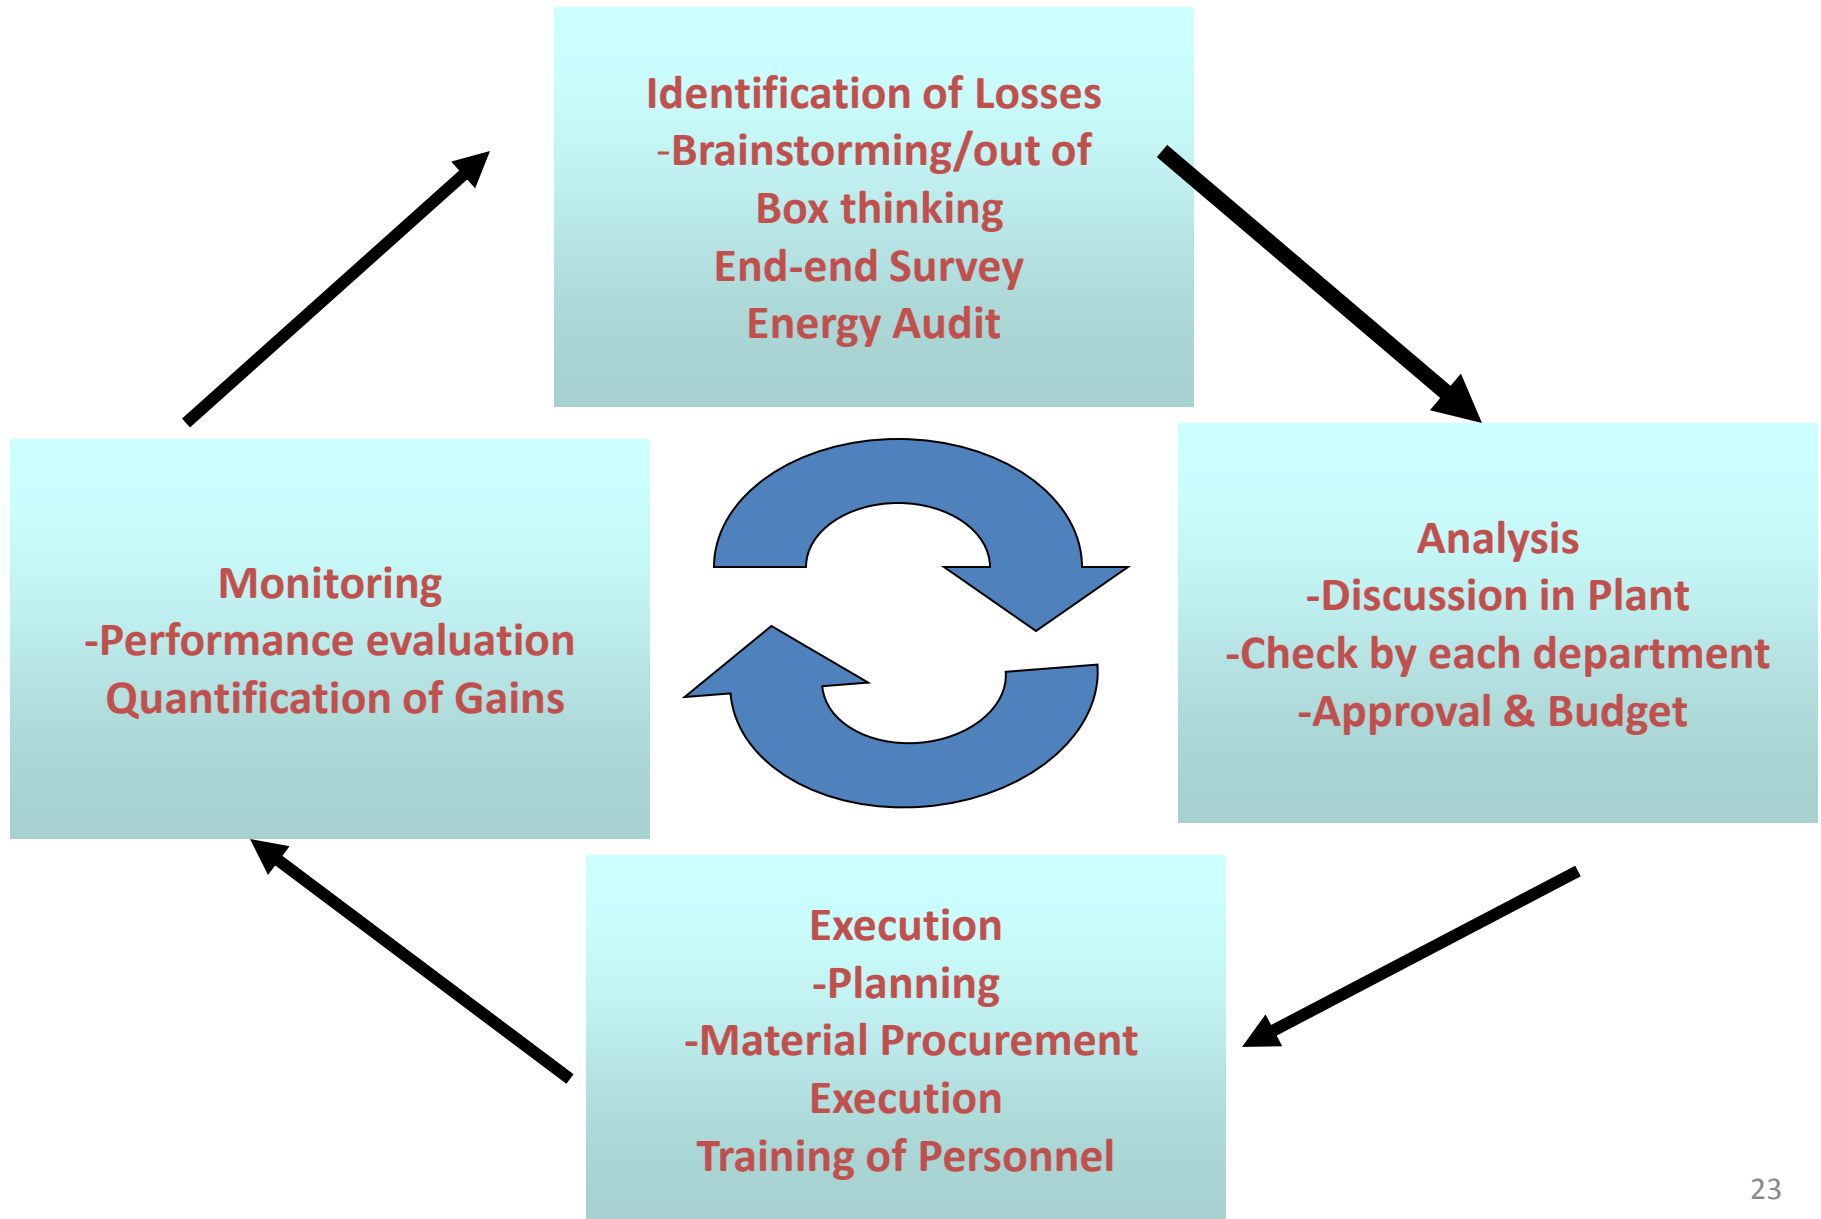 Identification of Losses
-Brainstorming/out of
Box thinking
End-end Survey
Energy Audit
Analysis
-Discussion in Plant
-Check by each department
-Approval & Budget
Execution
-Planning
-Material Procurement
Execution
Training of Personnel
Monitoring
-Performance evaluation
Quantification of Gains
23